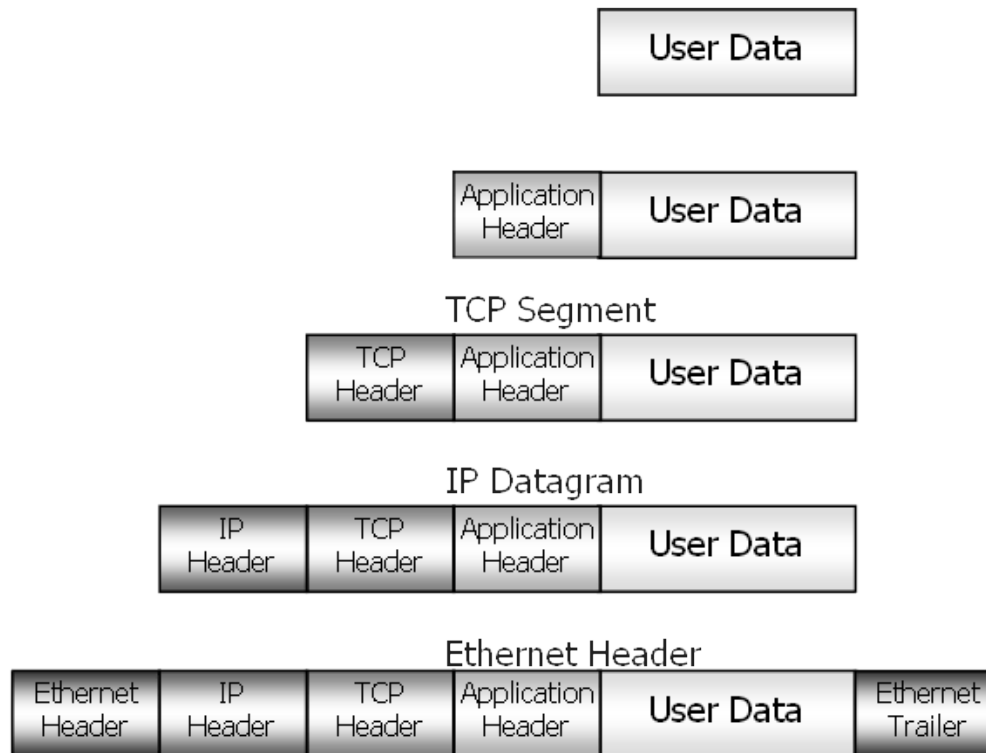 User Data
Application
Header
User Data
TCP Segment
TCP
Header
Application
Header
User Data
IP Datagram
IP
Header
TCP
Header
Application
Header
User Data
Ethernet Header
Ethernet
Header
IP
Header
TCP
Header
Application
Header
User Data
Ethernet
Trailer